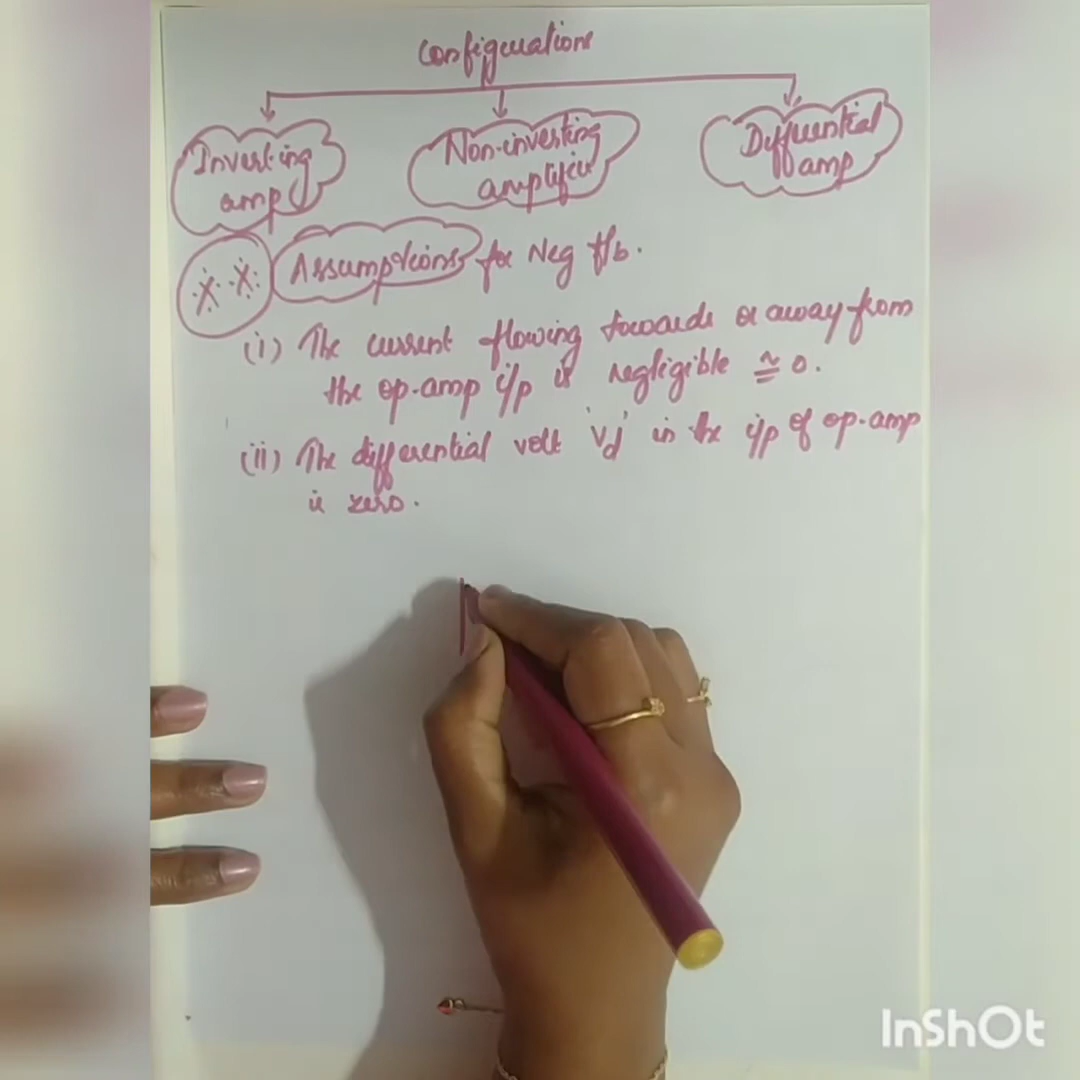 Configurations
Inverting Non-inverting Differential
amp amplifier amp
Assumptions for Neg f/b.
(i) The current flowing towards or away from
the op-amp i/p is negligible ≅ 0.
(ii) The differential volt 'Vd' in the i/p of op-amp
is zero.
InShOt